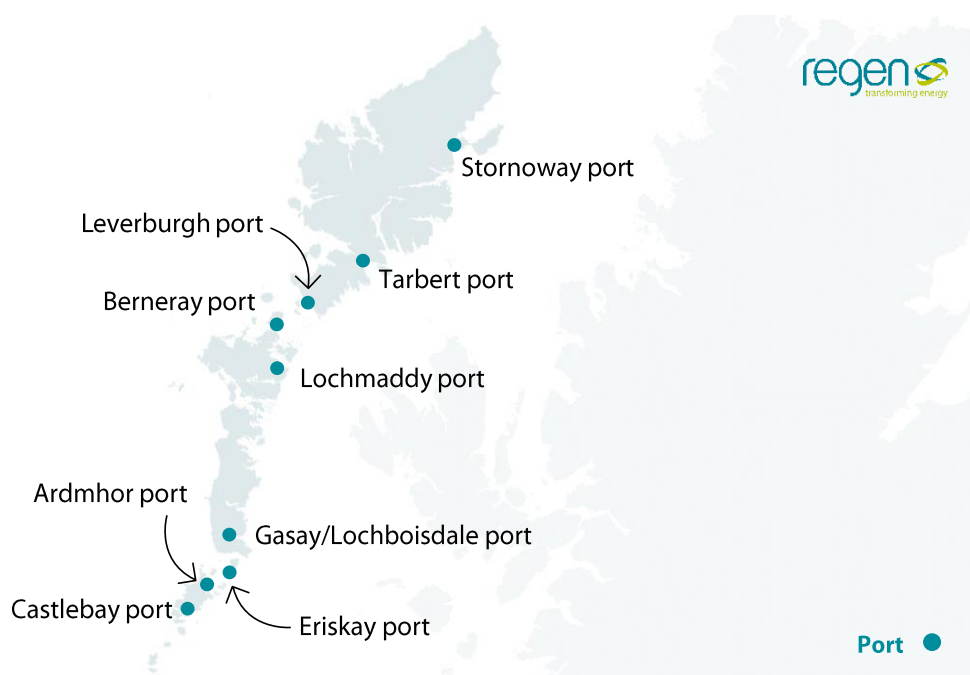 regen
transforming energy
Stornoway port
Leverburgh port
Tarbert port
Berneray port
Lochmaddy port
Ardmhor port
Gasay/Lochboisdale port
Castlebay port
Eriskay port
Port